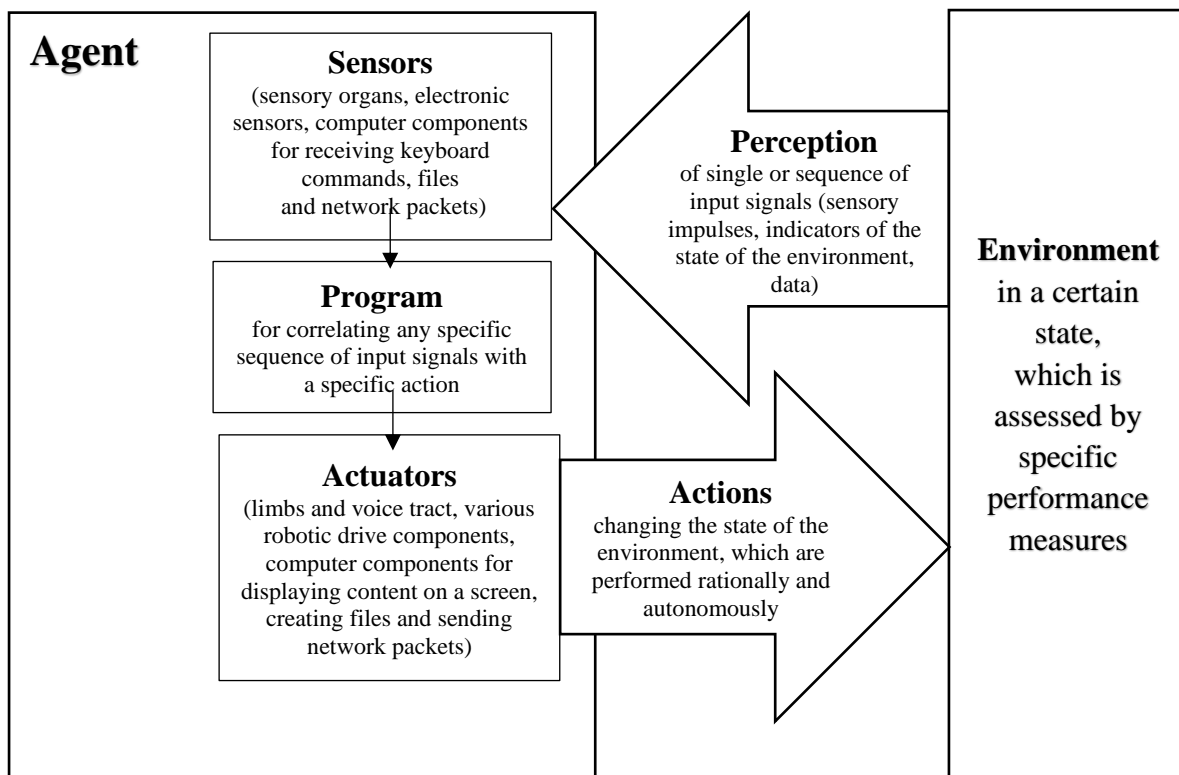 Agent
Sensors
(sensory organs, electronic
sensors, computer components
for receiving keyboard
commands, files
and network packets)
Program
for correlating any specific
sequence of input signals with
a specific action
Actuators
(limbs and voice tract, various
robotic drive components,
computer components for
displaying content on a screen,
creating files and sending
network packets)
Perception
of single or sequence of
input signals (sensory
impulses, indicators of the
state of the environment,
data)
Actions
changing the state of the
environment, which are
performed rationally and
autonomously
Environment
in a certain
state,
which is
assessed by
specific
performance
measures